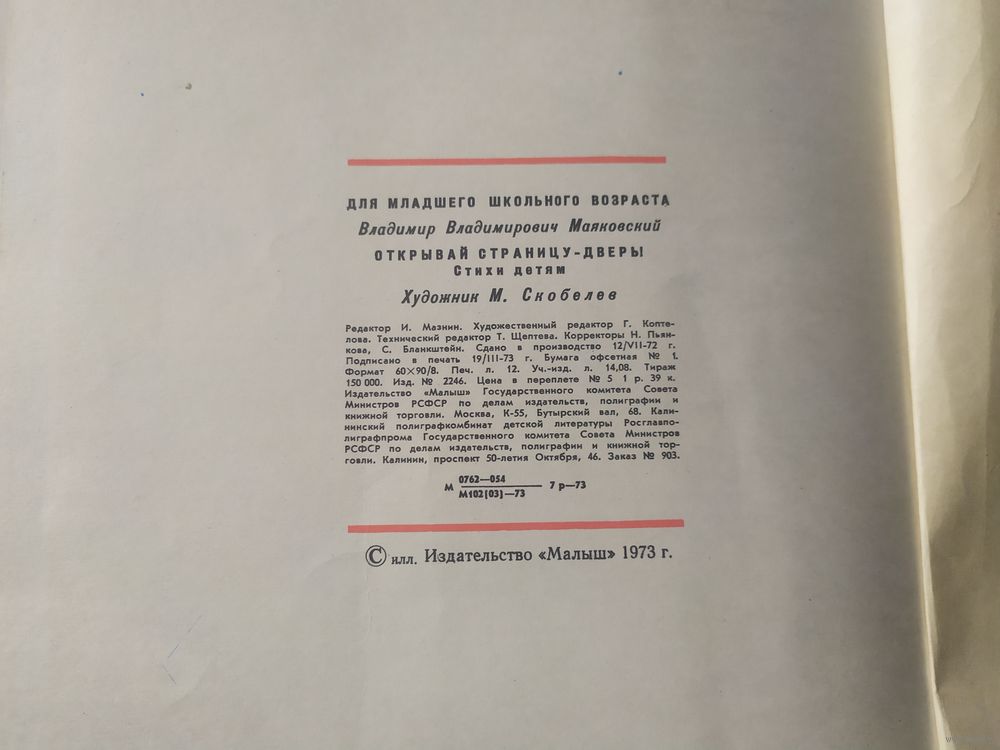 ДЛЯ МЛАДШЕГО ШКОЛЬНОГО ВОЗРАСТА
Владимир Владимирович Маяковский
ОТКРЫВАЙ СТРАНИЦУ-ДВЕРЫ
Стихи детям
Художник М. Скобелев
Редактор И. Мазнин. Художественный редактор Г. Копте-
лова. Технический редактор Т. Щептева. Корректоры Н. Пьян-
кова, С. Бланкштейн. Сдано в производство 12/VII-72 г.
Подписано в печать 19/III-73 г. Бумага офсетная № 1.
Формат 60×90/8. Печ. л. 12. Уч.-изд. л. 14,08. Тираж
150 000. Изд. № 2246. Цена в переплете № 5 1 р. 39 к.
Издательство «Малыш» Государственного комитета Совета
Министров РСФСР по делам издательств, полиграфии и
книжной торговли. Москва, К-55, Бутырский вал, 68. Кали-
нинский полиграфкомбинат детской литературы Росглавпо-
лиграфпрома Государственного комитета Совета Министров
РСФСР по делам издательств, полиграфии и книжной тор-
говли. Калинин, проспект 50-летия Октября, 46. Заказ № 903.
М 0762—054 7 р—73
М102(03)—73
© илл. Издательство «Малыш» 1973 г.